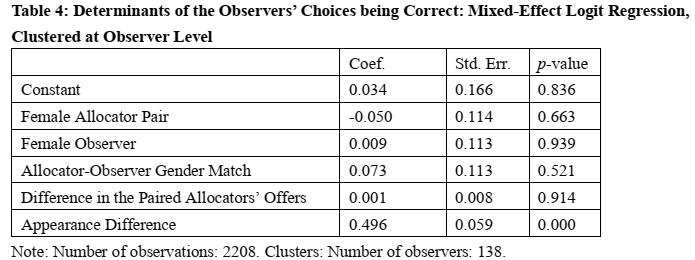 Table 4: Determinants of the Observers' Choices being Correct: Mixed-Effect Logit Regression,
Clustered at Observer Level
Coef. Std. Err. p-value
Constant 0.034 0.166 0.836
Female Allocator Pair -0.050 0.114 0.663
Female Observer 0.009 0.113 0.939
Allocator-Observer Gender Match 0.073 0.113 0.521
Difference in the Paired Allocators' Offers 0.001 0.008 0.914
Appearance Difference 0.496 0.059 0.000
Note: Number of observations: 2208. Clusters: Number of observers: 138.